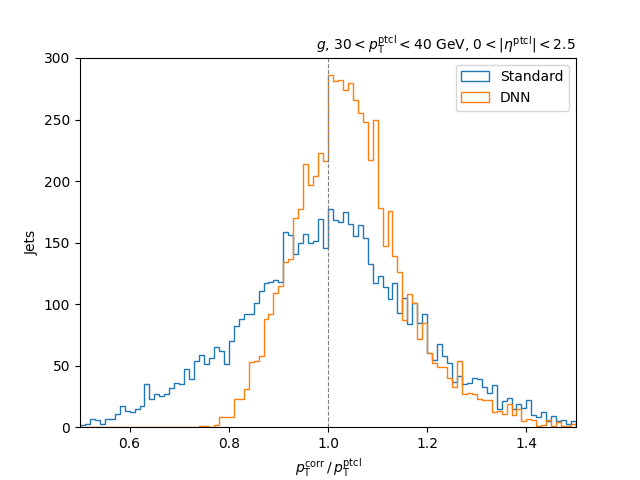 g, 30 < p_T^ptcl < 40 GeV, 0 < |η^ptcl| < 2.5
300
Standard
DNN
250
200
150
100
50
0
Jets
0.6 0.8 1.0 1.2 1.4
p_T^corr / p_T^ptcl